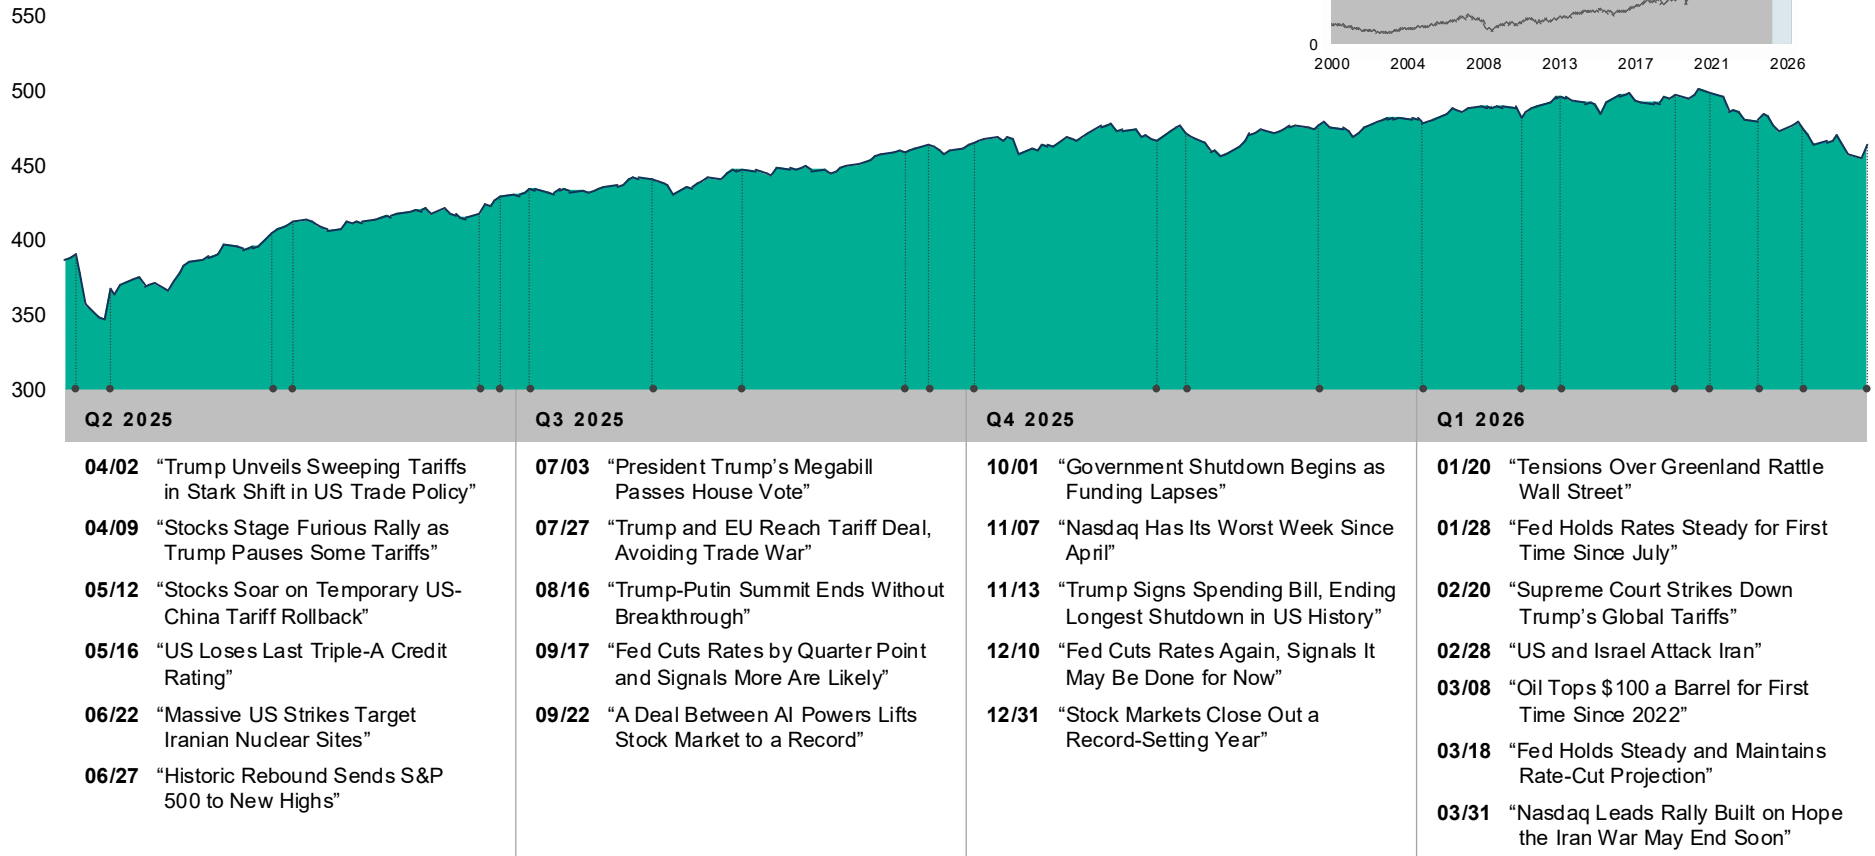 550
500
450
400
350
300
0
2000 2004 2008 2013 2017 2021 2026
Q2 2025
04/02 “Trump Unveils Sweeping Tariffs
in Stark Shift in US Trade Policy”
04/09 “Stocks Stage Furious Rally as
Trump Pauses Some Tariffs”
05/12 “Stocks Soar on Temporary US-
China Tariff Rollback”
05/16 “US Loses Last Triple-A Credit
Rating”
06/22 “Massive US Strikes Target
Iranian Nuclear Sites”
06/27 “Historic Rebound Sends S&P
500 to New Highs”
Q3 2025
07/03 “President Trump’s Megabill
Passes House Vote”
07/27 “Trump and EU Reach Tariff Deal,
Avoiding Trade War”
08/16 “Trump-Putin Summit Ends Without
Breakthrough”
09/17 “Fed Cuts Rates by Quarter Point
and Signals More Are Likely”
09/22 “A Deal Between AI Powers Lifts
Stock Market to a Record”
Q4 2025
10/01 “Government Shutdown Begins as
Funding Lapses”
11/07 “Nasdaq Has Its Worst Week Since
April”
11/13 “Trump Signs Spending Bill, Ending
Longest Shutdown in US History”
12/10 “Fed Cuts Rates Again, Signals It
May Be Done for Now”
12/31 “Stock Markets Close Out a
Record-Setting Year”
Q1 2026
01/20 “Tensions Over Greenland Rattle
Wall Street”
01/28 “Fed Holds Rates Steady for First
Time Since July”
02/20 “Supreme Court Strikes Down
Trump’s Global Tariffs”
02/28 “US and Israel Attack Iran”
03/08 “Oil Tops $100 a Barrel for First
Time Since 2022”
03/18 “Fed Holds Steady and Maintains
Rate-Cut Projection”
03/31 “Nasdaq Leads Rally Built on Hope
the Iran War May End Soon”